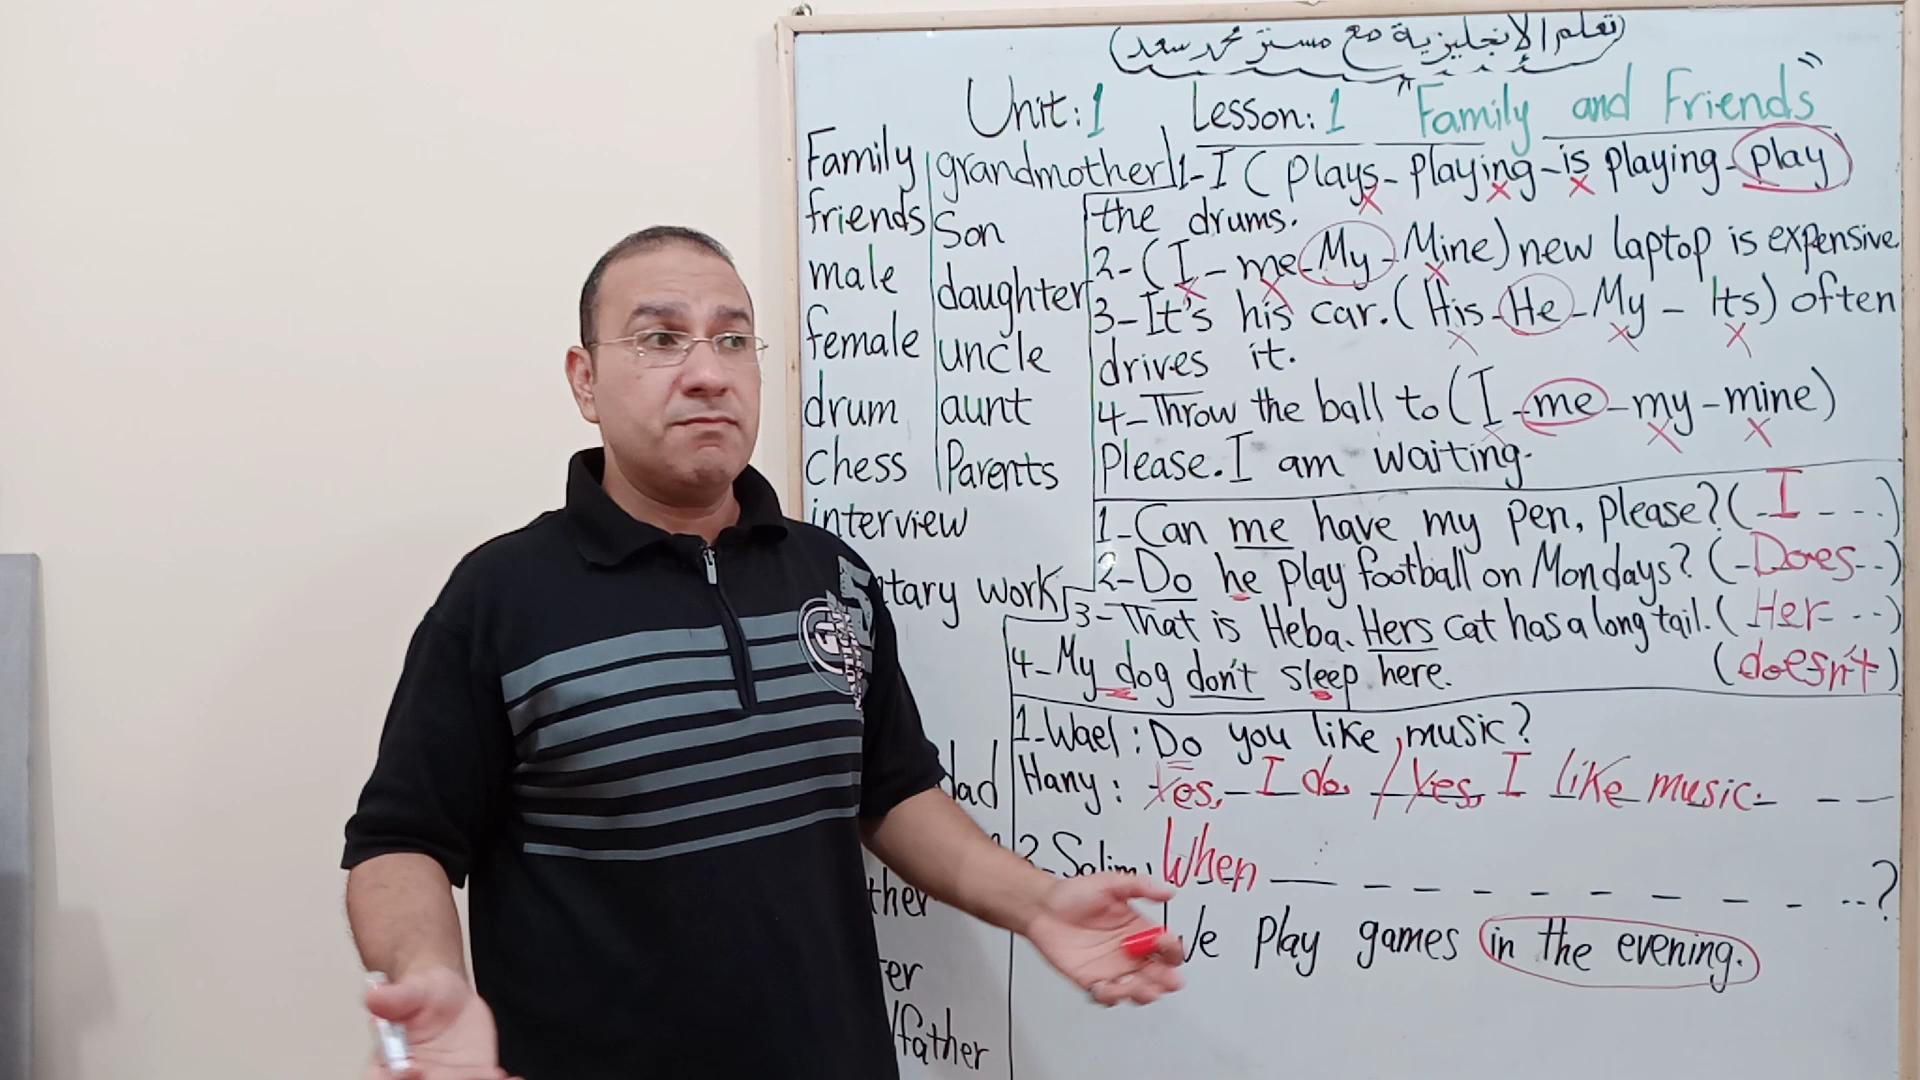 (تعلم الإنجليزية مع مستر محمد سعد)
Unit: 1 Lesson: 1 "Family and Friends"
Family
friends
male
female
drum
chess
interview
tary work
dad
ther
ter
father
grandmother
Son
daughter
uncle
aunt
Parents
1- I ( plays - playing - is playing - play
the drums.
2- (I - me - My - Mine) new laptop is expensive.
3- It's his car. (His - He - My - Its) often
drives it.
4- Throw the ball to (I - me - my - mine)
Please. I am waiting.
1- Can me have my pen, please? (- I - - -)
2- Do he play football on Mondays? (- Does - -)
3- That is Heba. Hers cat has a long tail. ( Her - - -)
4- My dog don't sleep here. (doesn't)
1- Wael : Do you like music?
Hany : Yes, I do. / Yes, I like music.
2- Salim: When _ _ _ _ _ _ _ _ _ _ ?
We play games in the evening.